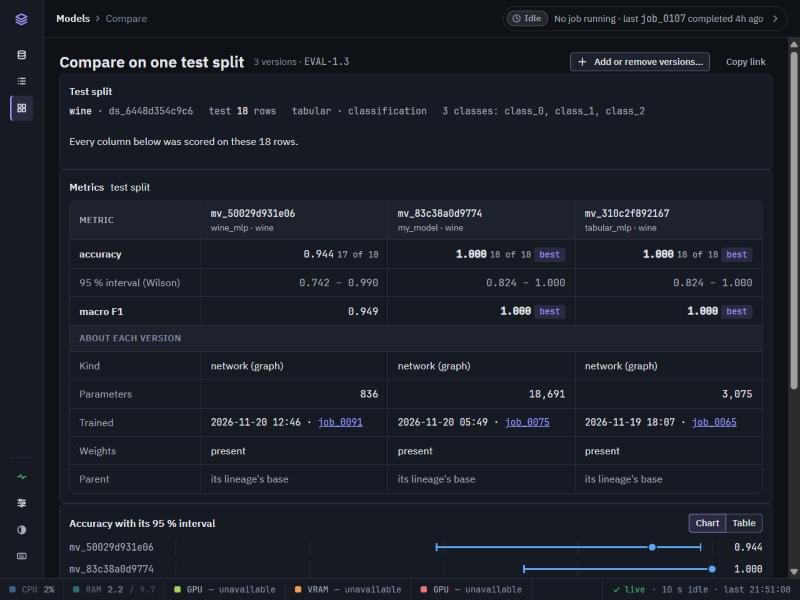 Models > Compare
Idle No job running · last job_0107 completed 4h ago >
Compare on one test split 3 versions · EVAL-1.3
+ Add or remove versions... Copy link
Test split
wine · ds_6448d354c9c6 test 18 rows tabular · classification 3 classes: class_0, class_1, class_2
Every column below was scored on these 18 rows.
Metrics test split
METRIC mv_50029d931e06 mv_83c38a0d9774 mv_310c2f892167
wine_mlp · wine my_model · wine tabular_mlp · wine
accuracy 0.944 17 of 18 1.000 18 of 18 best 1.000 18 of 18 best
95 % interval (Wilson) 0.742 – 0.990 0.824 – 1.000 0.824 – 1.000
macro F1 0.949 1.000 best 1.000 best
ABOUT EACH VERSION
Kind network (graph) network (graph) network (graph)
Parameters 836 18,691 3,075
Trained 2026-11-20 12:46 · job_0091 2026-11-20 05:49 · job_0075 2026-11-19 18:07 · job_0065
Weights present present present
Parent its lineage's base its lineage's base its lineage's base
Accuracy with its 95 % interval Chart Table
mv_50029d931e06 0.944
mv_83c38a0d9774 1.000
CPU 2% RAM 2.2 / 9.7 GPU — unavailable VRAM — unavailable GPU — unavailable ✓ live · 10 s idle · last 21:51:08